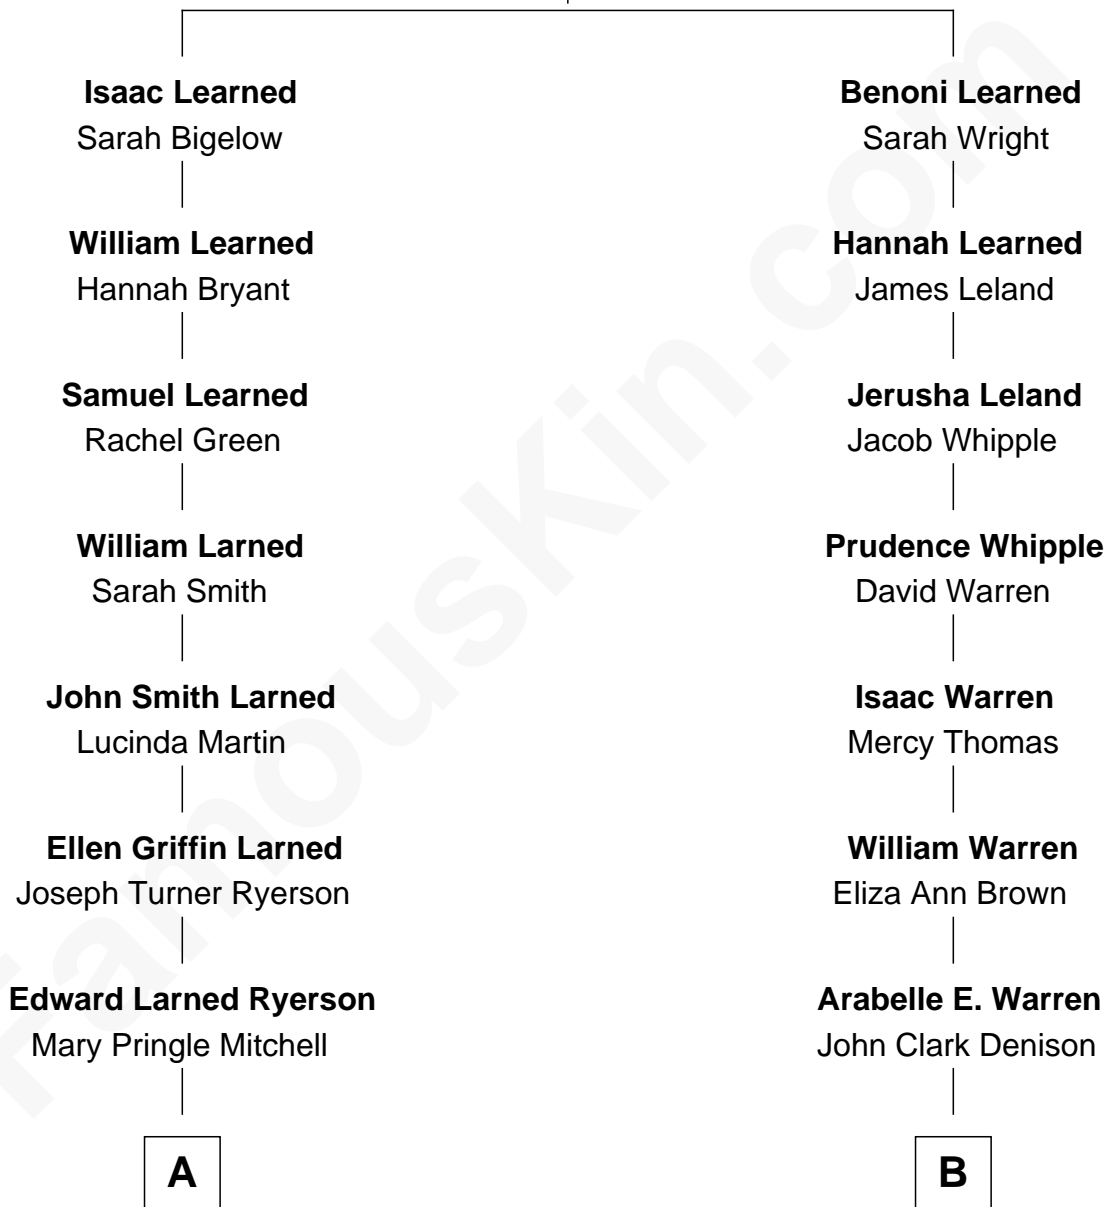 Isaac Learned
Sarah Bigelow
William Learned
Hannah Bryant
Samuel Learned
Rachel Green
William Larned
Sarah Smith
John Smith Larned
Lucinda Martin
Ellen Griffin Larned
Joseph Turner Ryerson
Edward Larned Ryerson
Mary Pringle Mitchell
A
Benoni Learned
Sarah Wright
Hannah Learned
James Leland
Jerusha Leland
Jacob Whipple
Prudence Whipple
David Warren
Isaac Warren
Mercy Thomas
William Warren
Eliza Ann Brown
Arabelle E. Warren
John Clark Denison
B
FamousKin.com